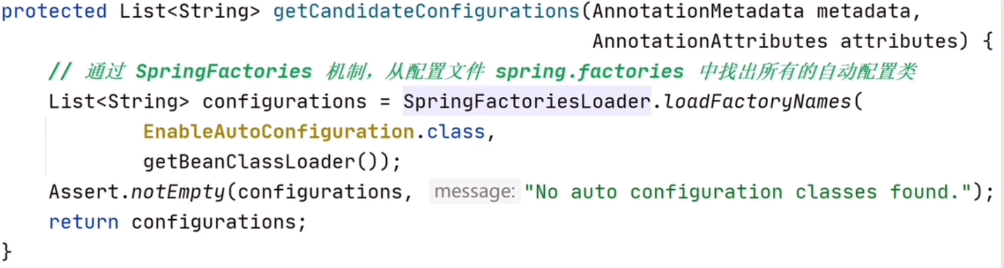 protected List<String> getCandidateConfigurations(AnnotationMetadata metadata,
AnnotationAttributes attributes) {
// 通过 SpringFactories 机制，从配置文件 spring.factories 中找出所有的自动配置类
List<String> configurations = SpringFactoriesLoader.loadFactoryNames(
EnableAutoConfiguration.class,
getBeanClassLoader());
Assert.notEmpty(configurations, message: "No auto configuration classes found.");
return configurations;
}